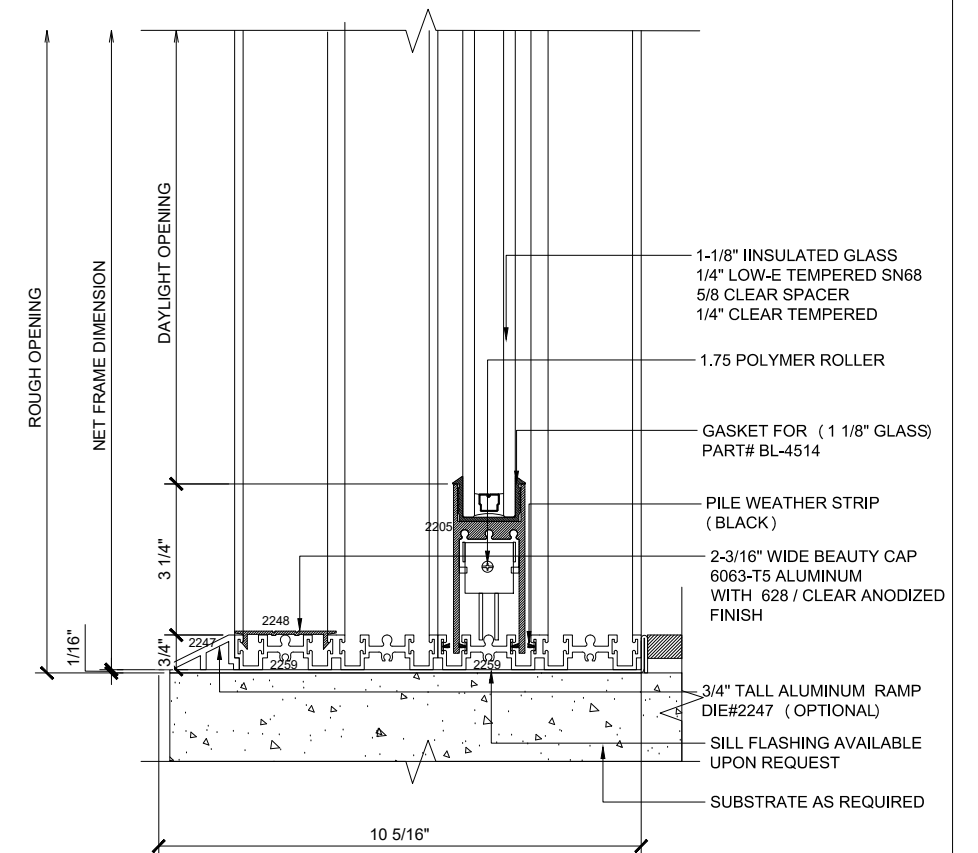 ROUGH OPENING
NET FRAME DIMENSION
DAYLIGHT OPENING
3 1/4"
3/4"
1/16"
10 5/16"
2247
2248
2259
2259
2205
1-1/8" IINSULATED GLASS
1/4" LOW-E TEMPERED SN68
5/8 CLEAR SPACER
1/4" CLEAR TEMPERED
1.75 POLYMER ROLLER
GASKET FOR ( 1 1/8" GLASS)
PART# BL-4514
PILE WEATHER STRIP
( BLACK )
2-3/16" WIDE BEAUTY CAP
6063-T5 ALUMINUM
WITH 628 / CLEAR ANODIZED
FINISH
3/4" TALL ALUMINUM RAMP
DIE#2247 ( OPTIONAL)
SILL FLASHING AVAILABLE
UPON REQUEST
SUBSTRATE AS REQUIRED